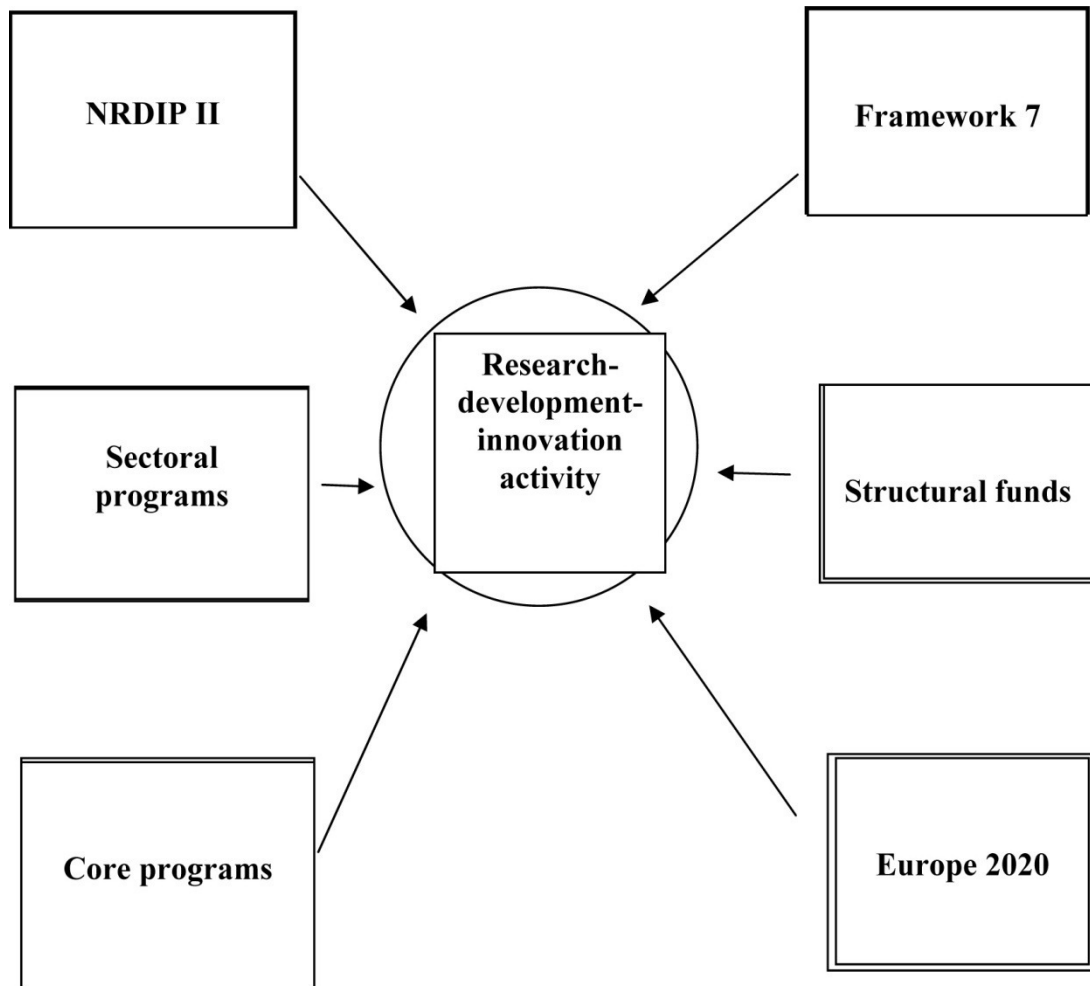 NRDIP II
Framework 7
Research-
development-
innovation
activity
Sectoral
programs
Structural funds
Core programs
Europe 2020